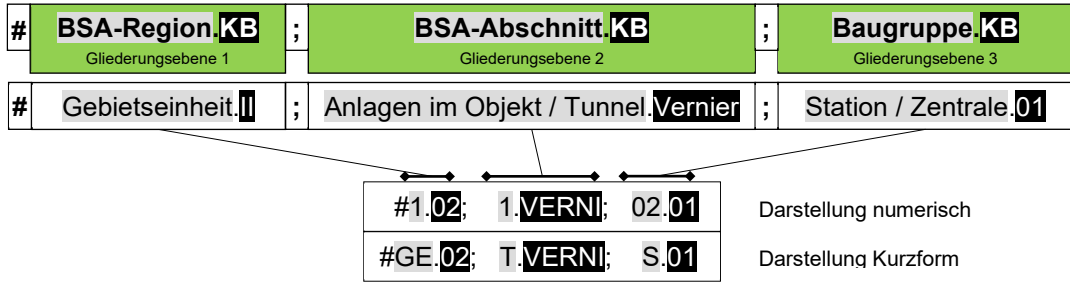 # BSA-Region.KB ; BSA-Abschnitt.KB ; Baugruppe.KB
Gliederungsebene 1 Gliederungsebene 2 Gliederungsebene 3
# Gebietseinheit.II ; Anlagen im Objekt / Tunnel.Vernier ; Station / Zentrale.01
#1.02; 1.VERNI; 02.01 Darstellung numerisch
#GE.02; T.VERNI; S.01 Darstellung Kurzform